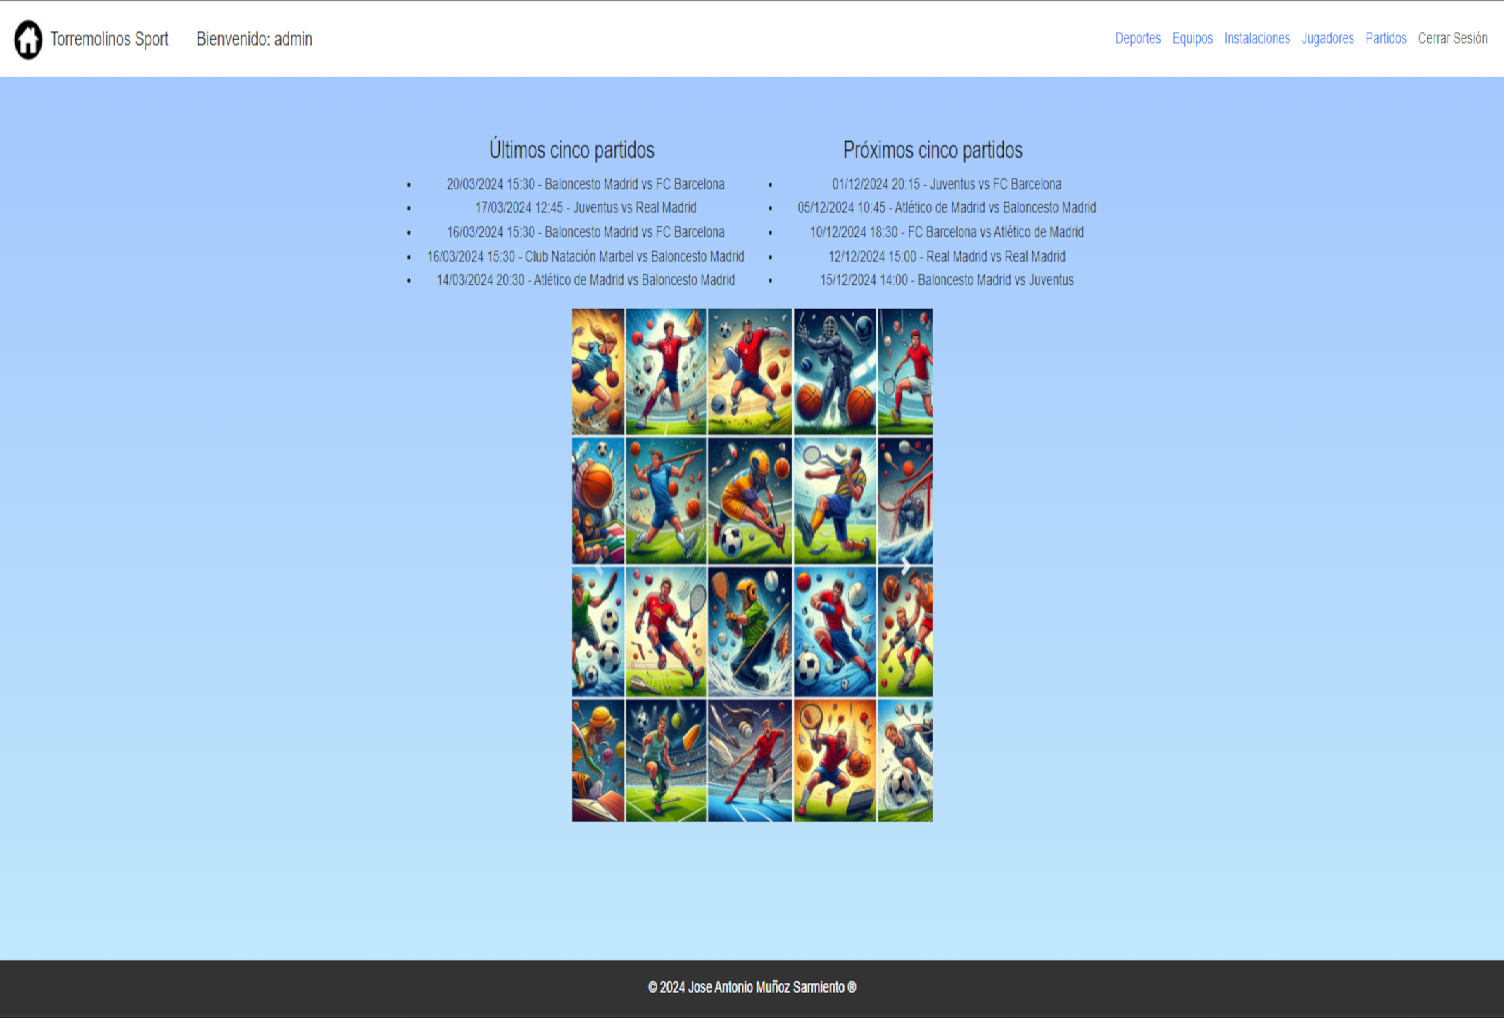 Torremolinos Sport Bienvenido: admin
Deportes Equipos Instalaciones Jugadores Partidos Cerrar Sesión
Últimos cinco partidos
• 20/03/2024 15:30 - Baloncesto Madrid vs FC Barcelona
• 17/03/2024 12:45 - Juventus vs Real Madrid
• 16/03/2024 15:30 - Baloncesto Madrid vs FC Barcelona
• 16/03/2024 15:30 - Club Natación Marbel vs Baloncesto Madrid
• 14/03/2024 20:30 - Atlético de Madrid vs Baloncesto Madrid
Próximos cinco partidos
• 01/12/2024 20:15 - Juventus vs FC Barcelona
• 05/12/2024 10:45 - Atlético de Madrid vs Baloncesto Madrid
• 10/12/2024 18:30 - FC Barcelona vs Atlético de Madrid
• 12/12/2024 15:00 - Real Madrid vs Real Madrid
• 15/12/2024 14:00 - Baloncesto Madrid vs Juventus
© 2024 Jose Antonio Muñoz Sarmiento ®